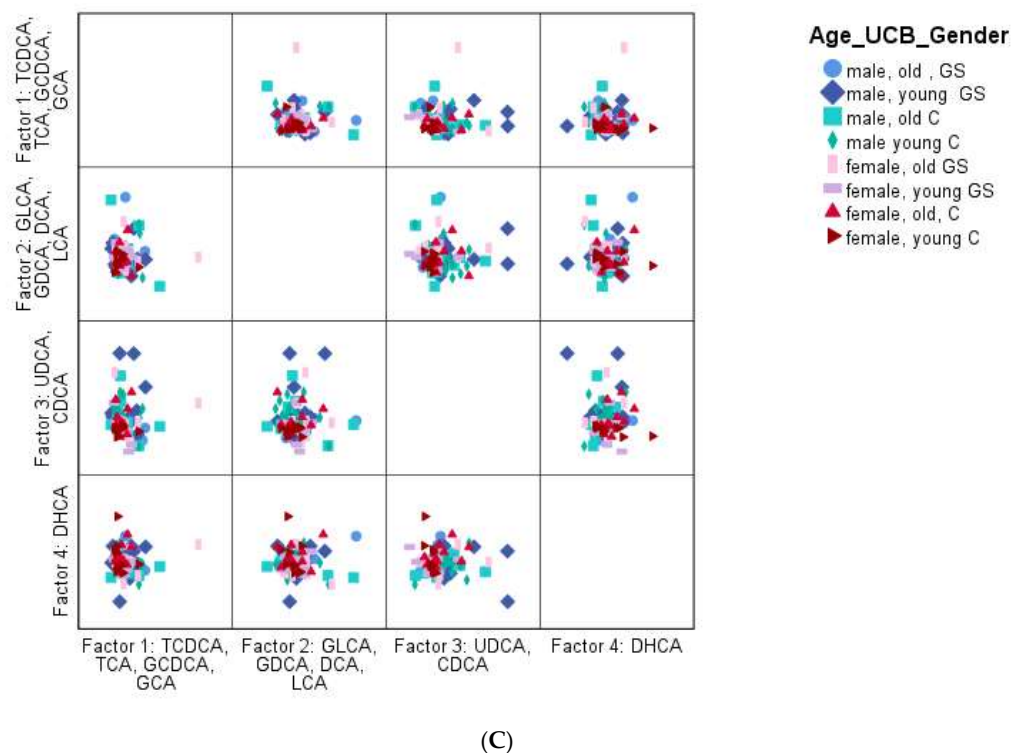 Factor 1: TCDCA,
TCA, GCDCA,
GCA
Factor 2: GLCA,
GDCA, DCA,
LCA
Factor 3: UDCA,
CDCA
Factor 4: DHCA
Factor 1: TCDCA,
TCA, GCDCA,
GCA
Factor 2: GLCA,
GDCA, DCA,
LCA
Factor 3: UDCA,
CDCA
Factor 4: DHCA
Age_UCB_Gender
male, old , GS
male, young GS
male, old C
male young C
female, old GS
female, young GS
female, old, C
female, young C
(C)